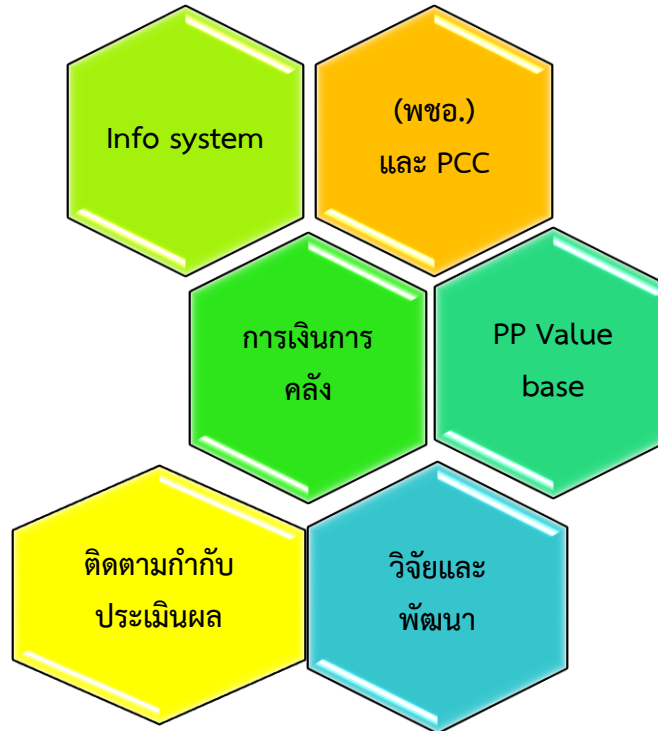 Info system
(พชอ.)
และ PCC
การเงินการ
คลัง
PP Value
base
ติดตามกำกับ
ประเมินผล
วิจัยและ
พัฒนา